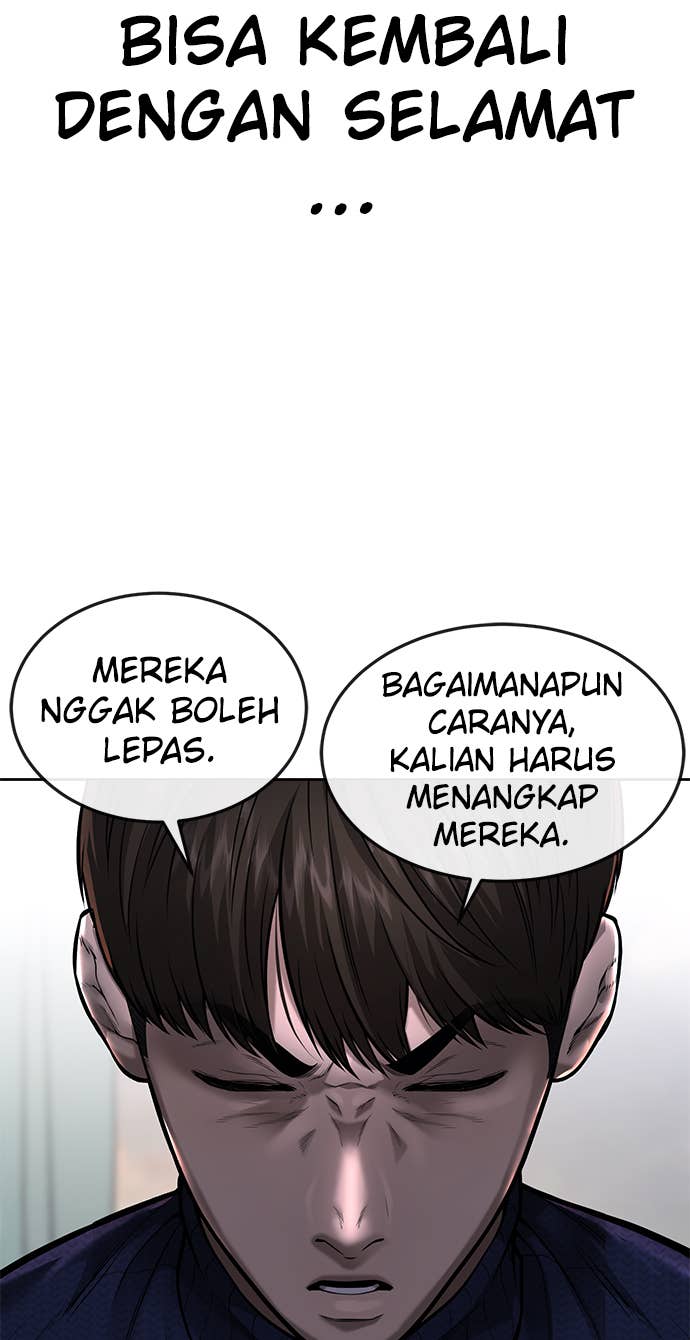 BISA KEMBALI
DENGAN SELAMAT
...
MEREKA
NGGAK BOLEH
LEPAS.
BAGAIMANAPUN
CARANYA,
KALIAN HARUS
MENANGKAP
MEREKA.